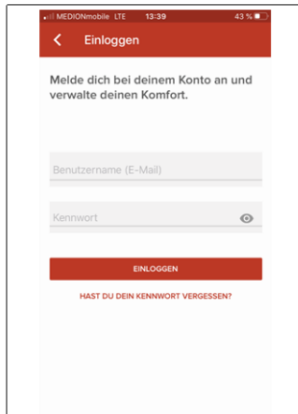 MEDIONmobile LTE 13:39 43 %
Einloggen
Melde dich bei deinem Konto an und
verwalte deinen Komfort.
Benutzername (E-Mail)
Kennwort
EINLOGGEN
HAST DU DEIN KENNWORT VERGESSEN?